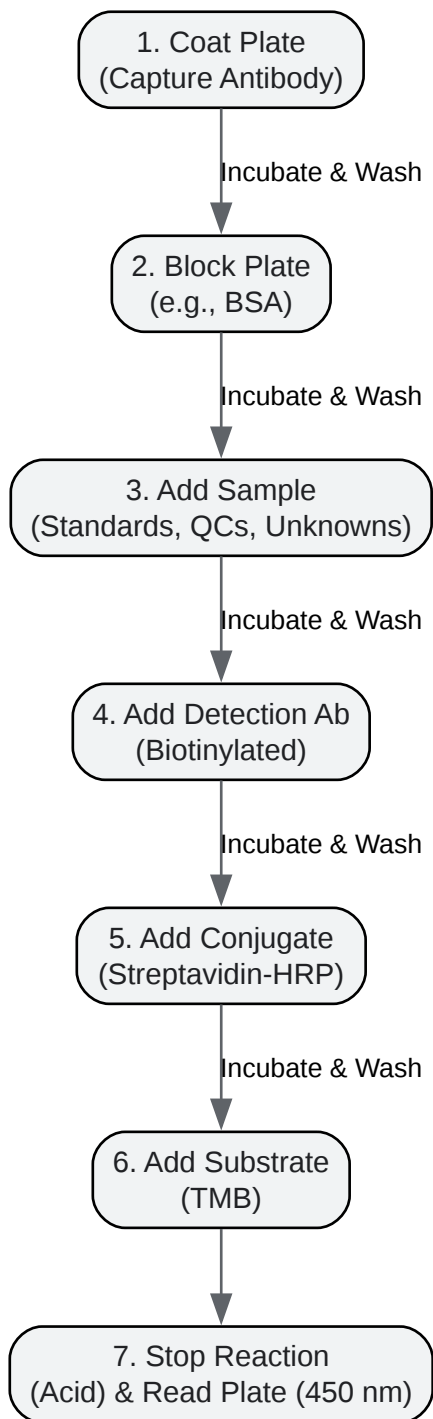 1. Coat Plate
(Capture Antibody)
Incubate & Wash
2. Block Plate
(e.g., BSA)
Incubate & Wash
3. Add Sample
(Standards, QCs, Unknowns)
Incubate & Wash
4. Add Detection Ab
(Biotinylated)
Incubate & Wash
5. Add Conjugate
(Streptavidin-HRP)
Incubate & Wash
6. Add Substrate
(TMB)
7. Stop Reaction
(Acid) & Read Plate (450 nm)